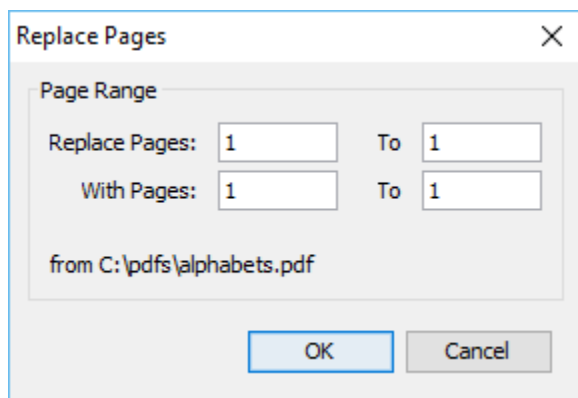 Replace Pages
Page Range
Replace Pages: 1 To 1
With Pages: 1 To 1
from C:\pdfs\alphabets.pdf
OK Cancel